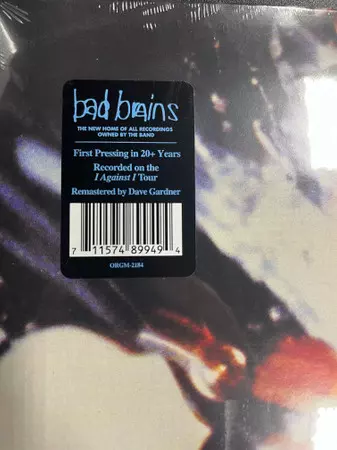 bad brains
THE NEW HOME OF ALL RECORDINGS
OWNED BY THE BAND
First Pressing in 20+ Years
Recorded on the
I Against I Tour
Remastered by Dave Gardner
7 11574 89949 4
ORGM-2184